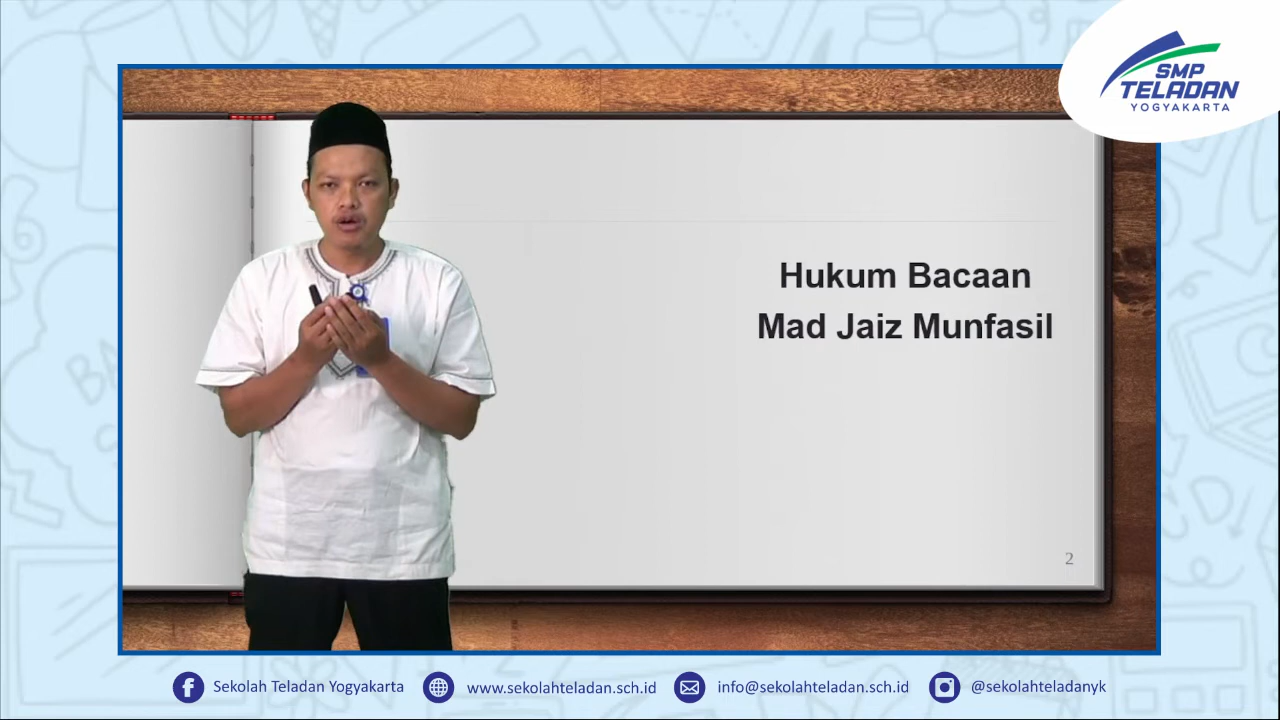 SMP
TELADAN
YOGYAKARTA
Hukum Bacaan
Mad Jaiz Munfasil
2
Sekolah Teladan Yogyakarta
www.sekolahteladan.sch.id
info@sekolahteladan.sch.id
@sekolahteladanyk